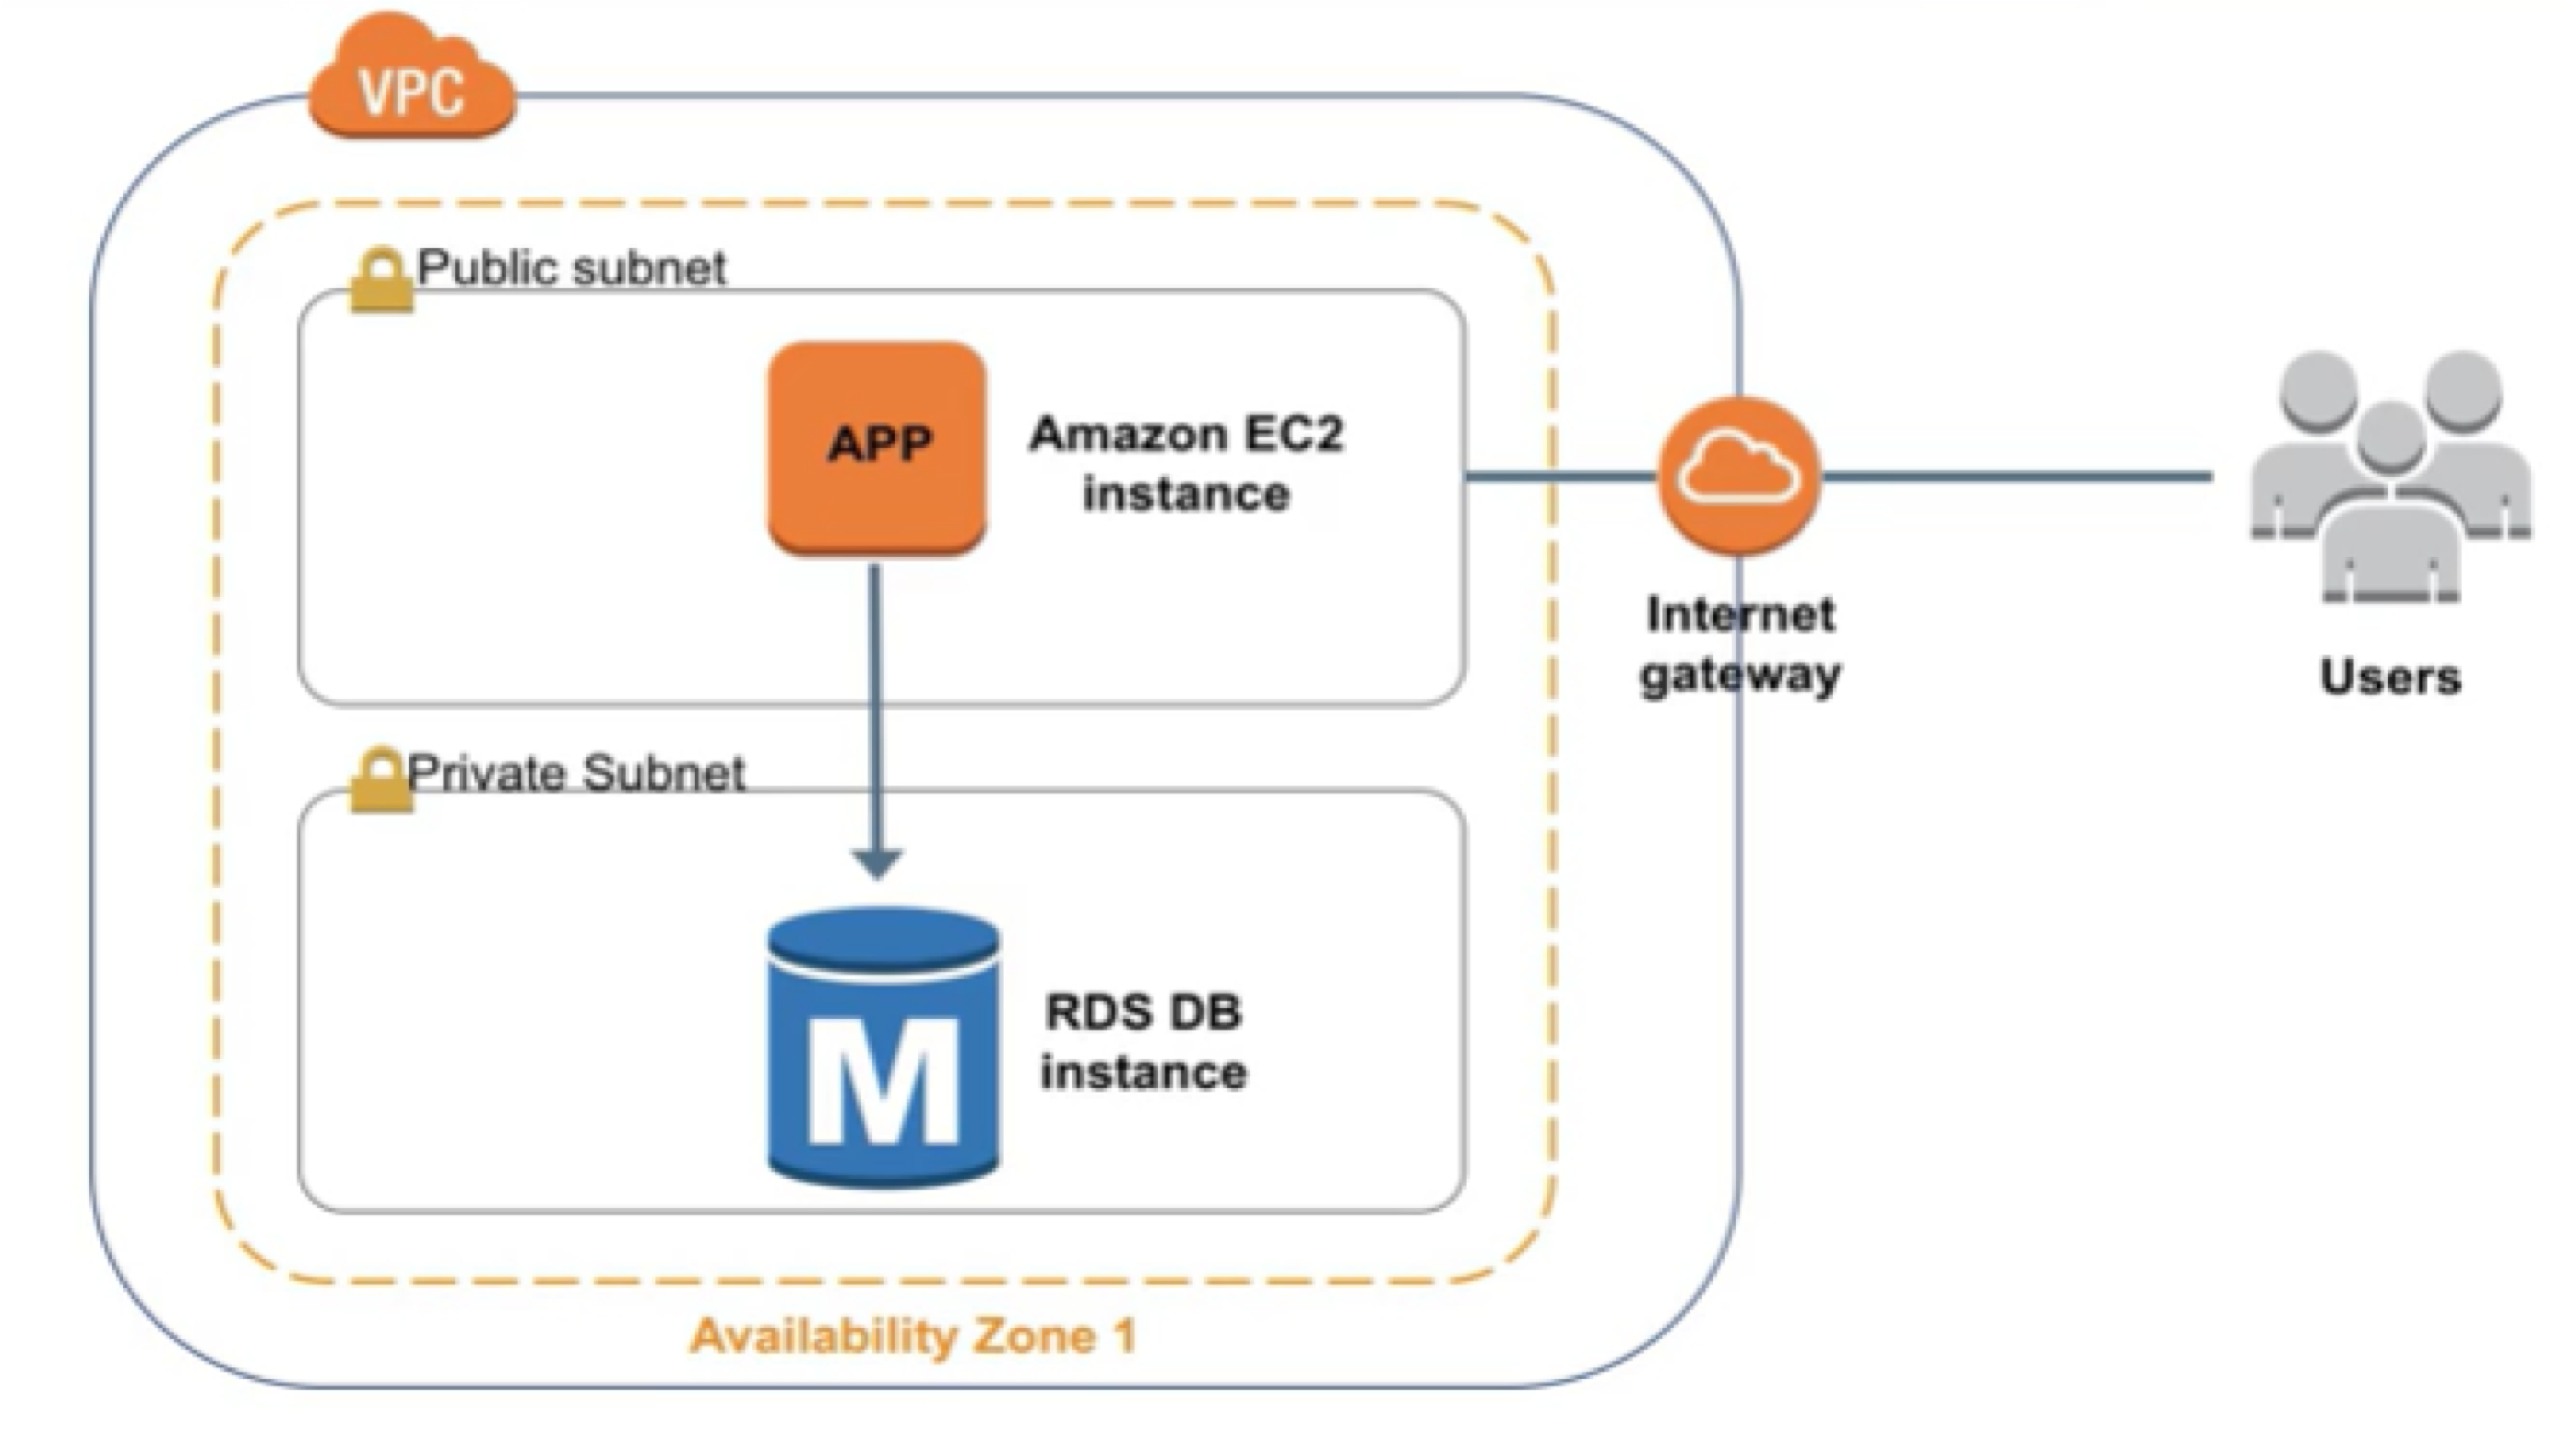 VPC
Public subnet
APP
Amazon EC2
instance
Internet
gateway
Users
Private Subnet
M
RDS DB
instance
Availability Zone 1